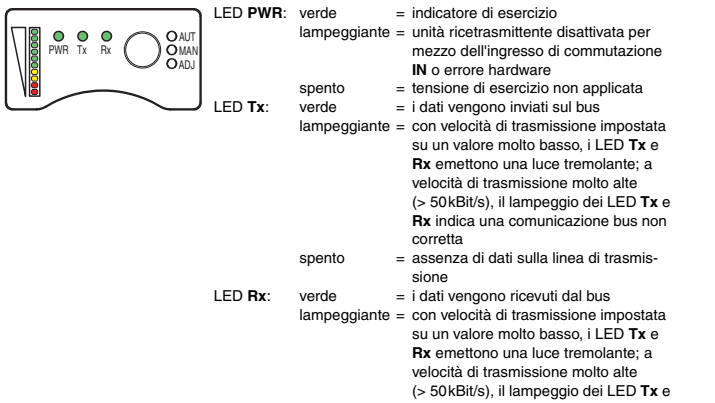 PWR Tx Rx
AUT
MAN
ADJ
LED PWR: verde = indicatore di esercizio
lampeggiante = unità ricetrasmittente disattivata per
mezzo dell'ingresso di commutazione
IN o errore hardware
spento = tensione di esercizio non applicata
LED Tx: verde = i dati vengono inviati sul bus
lampeggiante = con velocità di trasmissione impostata
su un valore molto basso, i LED Tx e
Rx emettono una luce tremolante; a
velocità di trasmissione molto alte
(> 50kBit/s), il lampeggio dei LED Tx e
Rx indica una comunicazione bus non
corretta
spento = assenza di dati sulla linea di trasmis-
sione
LED Rx: verde = i dati vengono ricevuti dal bus
lampeggiante = con velocità di trasmissione impostata
su un valore molto basso, i LED Tx e
Rx emettono una luce tremolante; a
velocità di trasmissione molto alte
(> 50kBit/s), il lampeggio dei LED Tx e